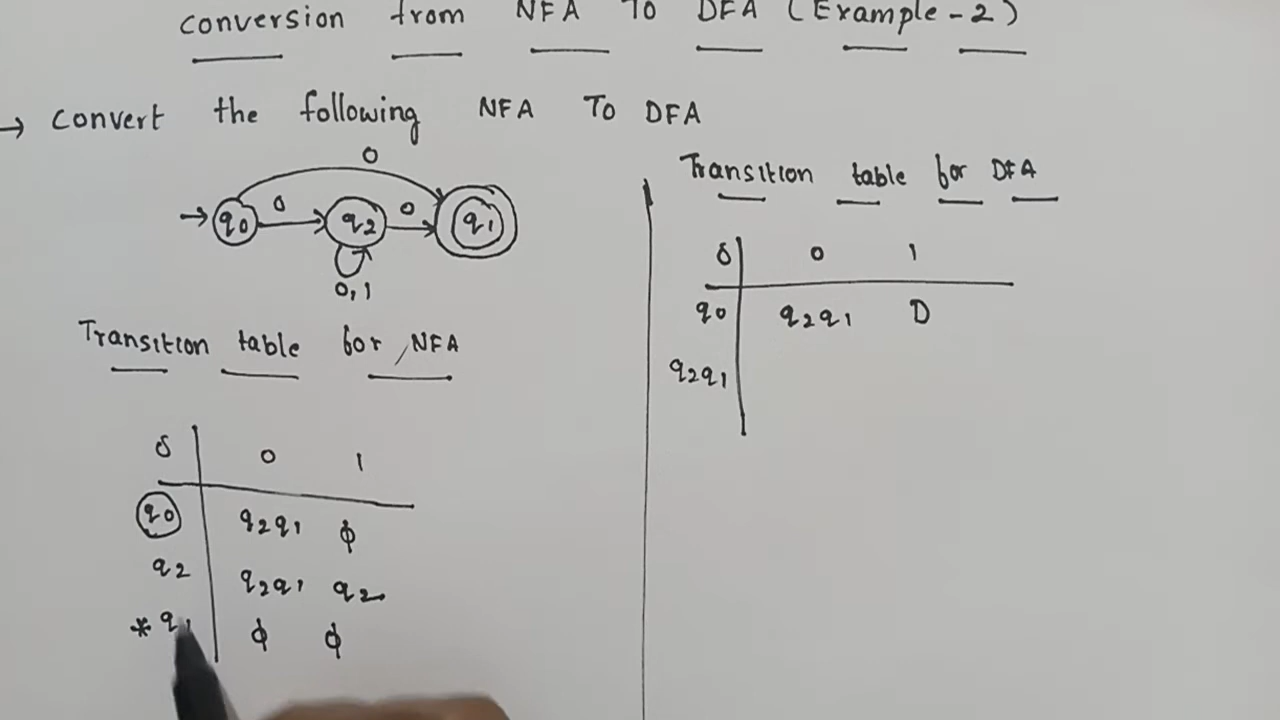 conversion from NFA TO DFA (Example-2)
→ Convert the following NFA TO DFA
0
→ q0 0 q2 0 q1
0,1
Transition table for NFA
δ 0 1
q0 q2q1 ϕ
q2 q2q1 q2
* q1 ϕ ϕ
Transition table for DFA
δ 0 1
q0 q2q1 D
q2q1